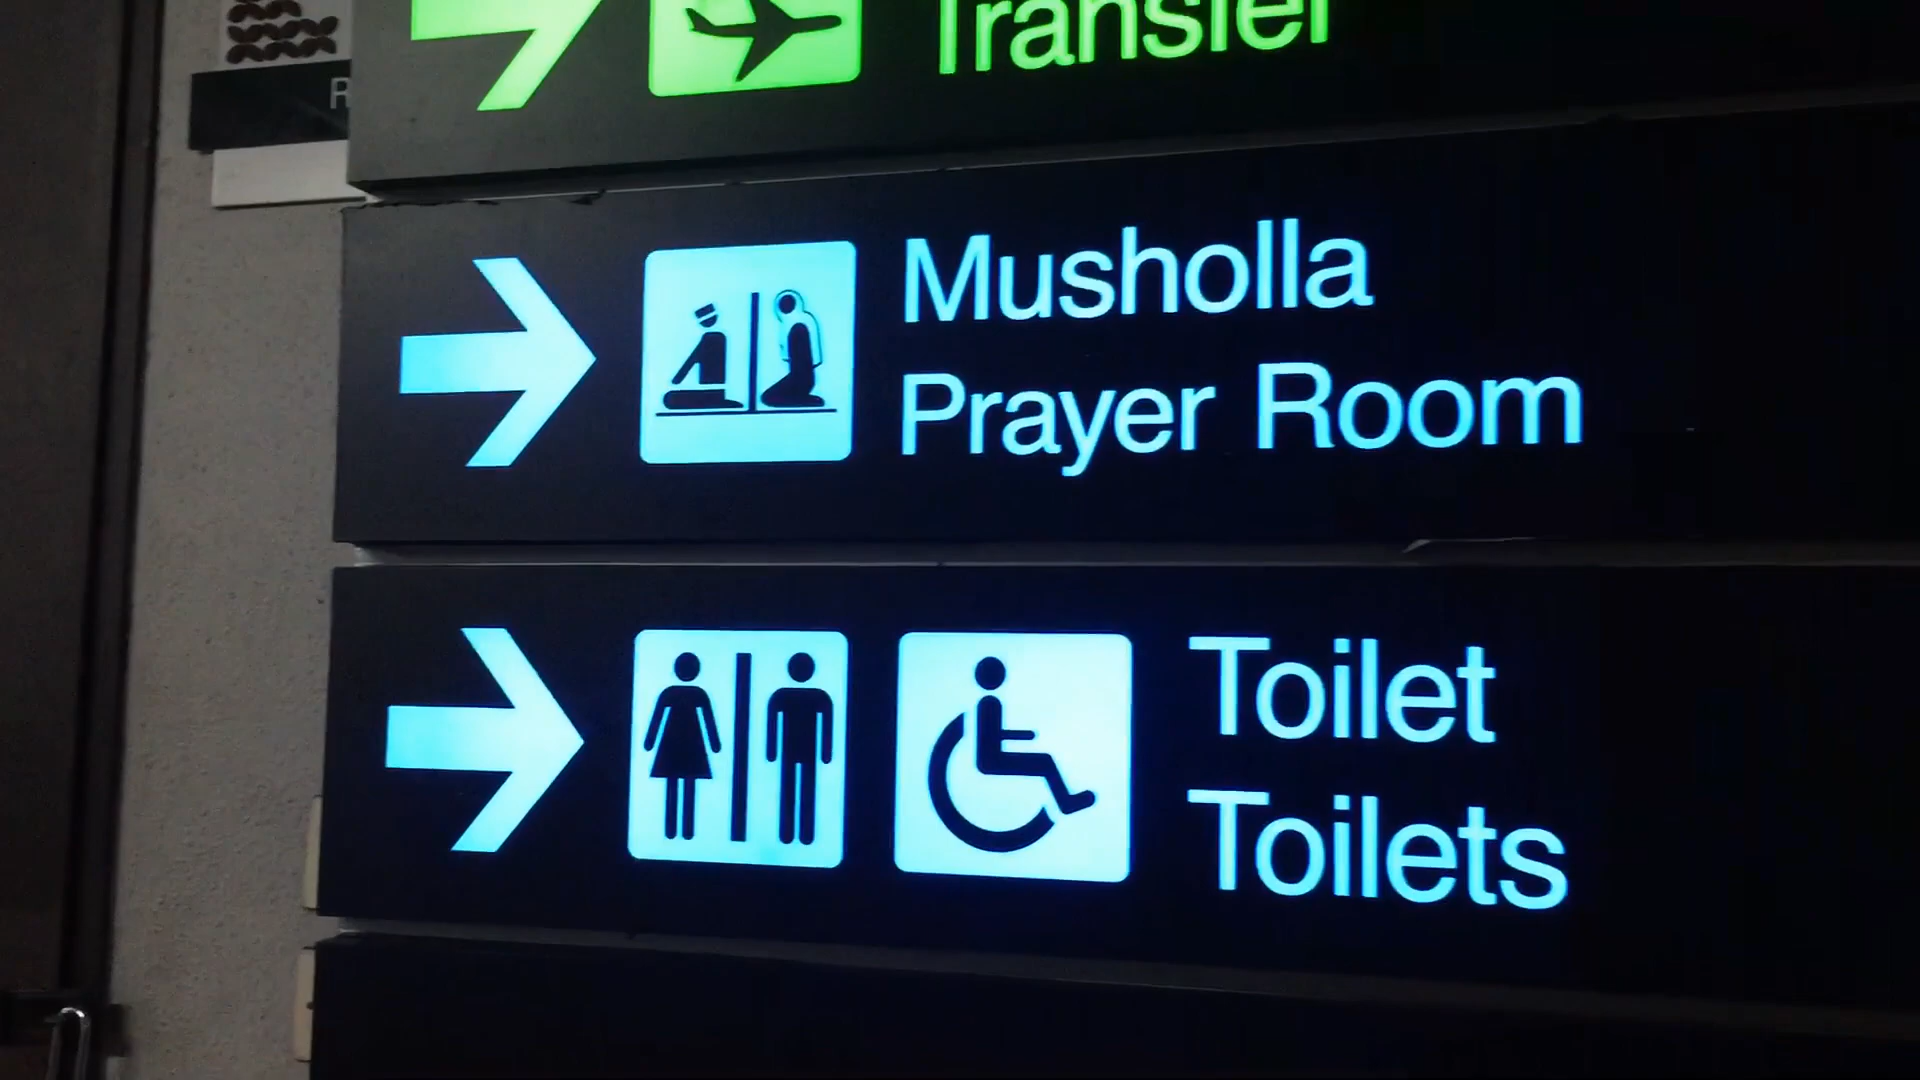 Transfer
Musholla
Prayer Room
Toilet
Toilets